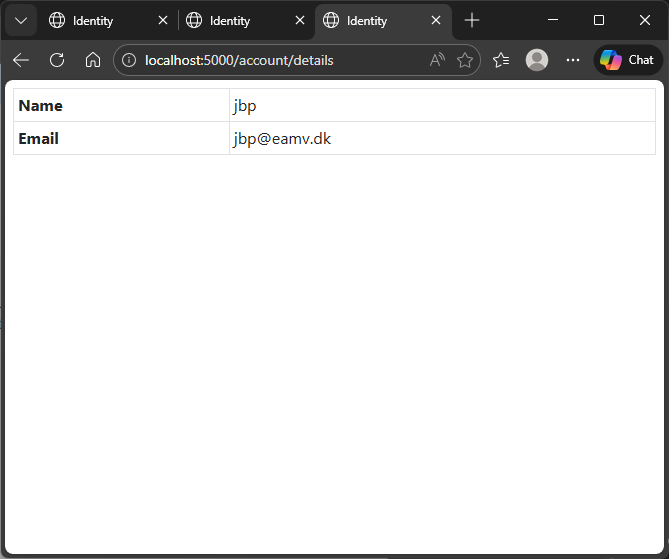 Identity Identity Identity
localhost:5000/account/details Chat
Name jbp
Email jbp@eamv.dk